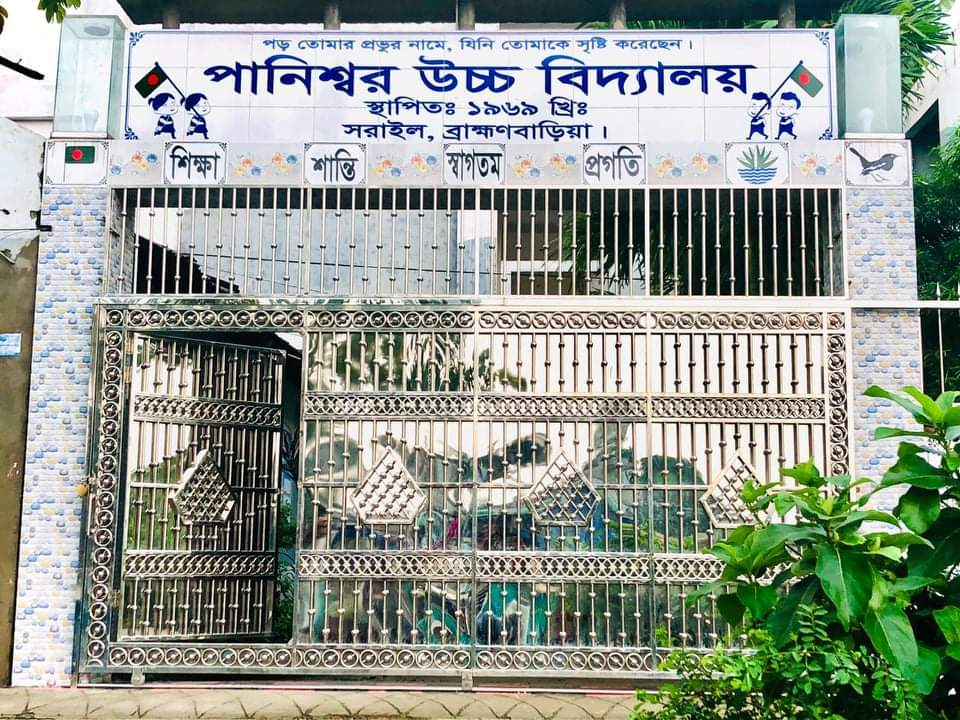 পড় তোমার প্রভুর নামে, যিনি তোমাকে সৃষ্টি করেছেন।
পানিশ্বর উচ্চ বিদ্যালয়
স্থাপিতঃ ১৯৬৯ খ্রিঃ
সরাইল, ব্রাহ্মণবাড়িয়া।
শিক্ষা শান্তি স্বাগতম প্রগতি